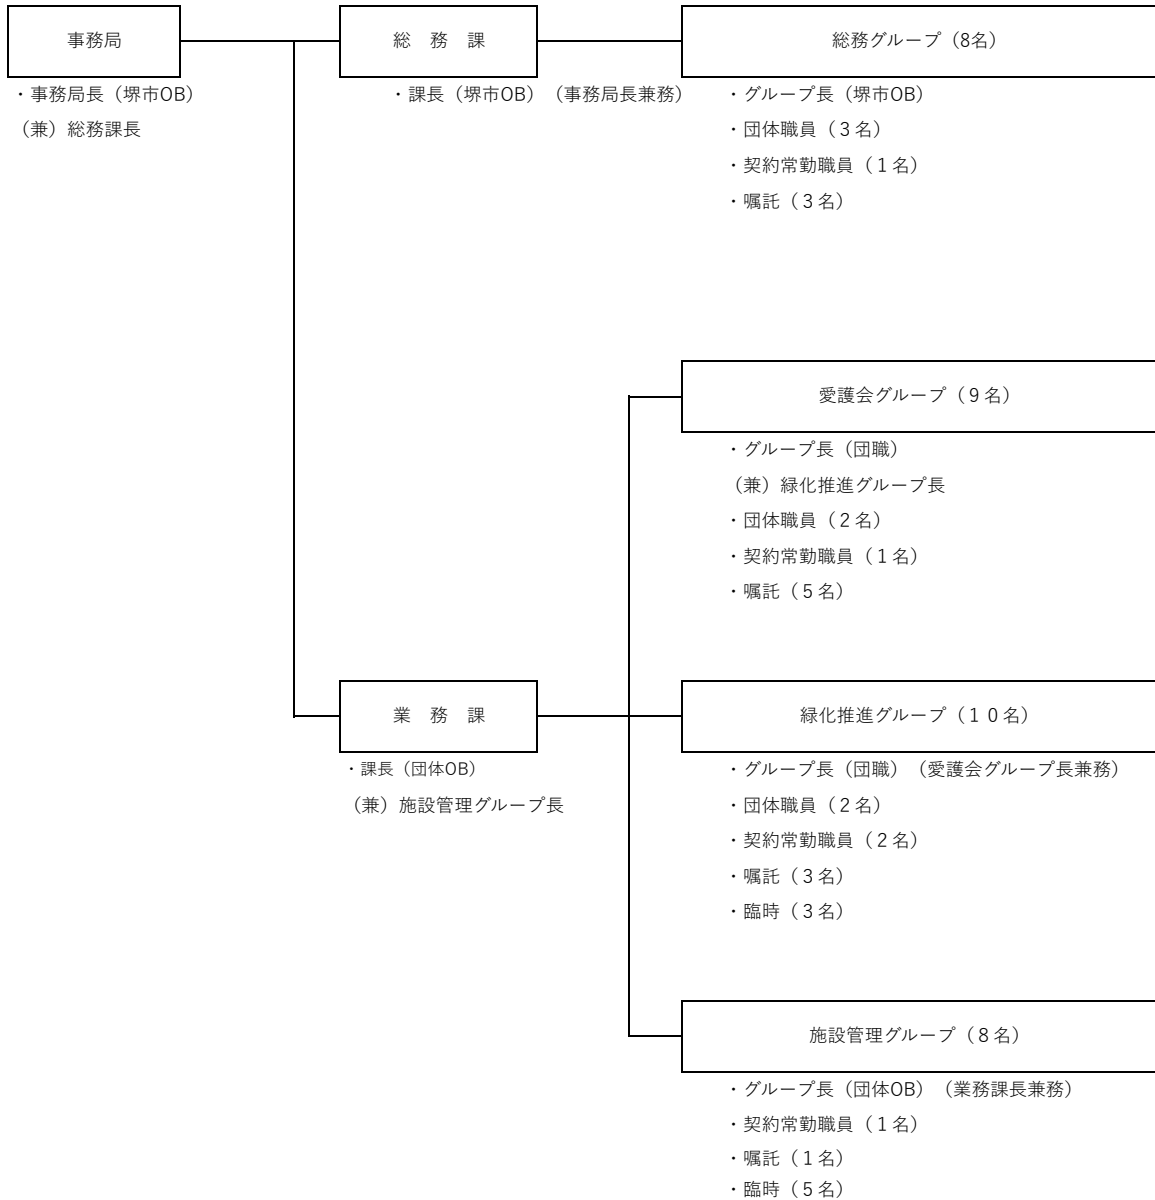 事務局
総　務　課
総務グループ（8名）
・事務局長（堺市OB）
（兼）総務課長
・課長（堺市OB）（事務局長兼務）
・グループ長（堺市OB）
・団体職員（３名）
・契約常勤職員（１名）
・嘱託（３名）
愛護会グループ（９名）
・グループ長（団職）
（兼）緑化推進グループ長
・団体職員（２名）
・契約常勤職員（１名）
・嘱託（５名）
業　務　課
・課長（団体OB）
（兼）施設管理グループ長
緑化推進グループ（１０名）
・グループ長（団職）（愛護会グループ長兼務）
・団体職員（２名）
・契約常勤職員（２名）
・嘱託（３名）
・臨時（３名）
施設管理グループ（８名）
・グループ長（団体OB）（業務課長兼務）
・契約常勤職員（１名）
・嘱託（１名）
・臨時（５名）